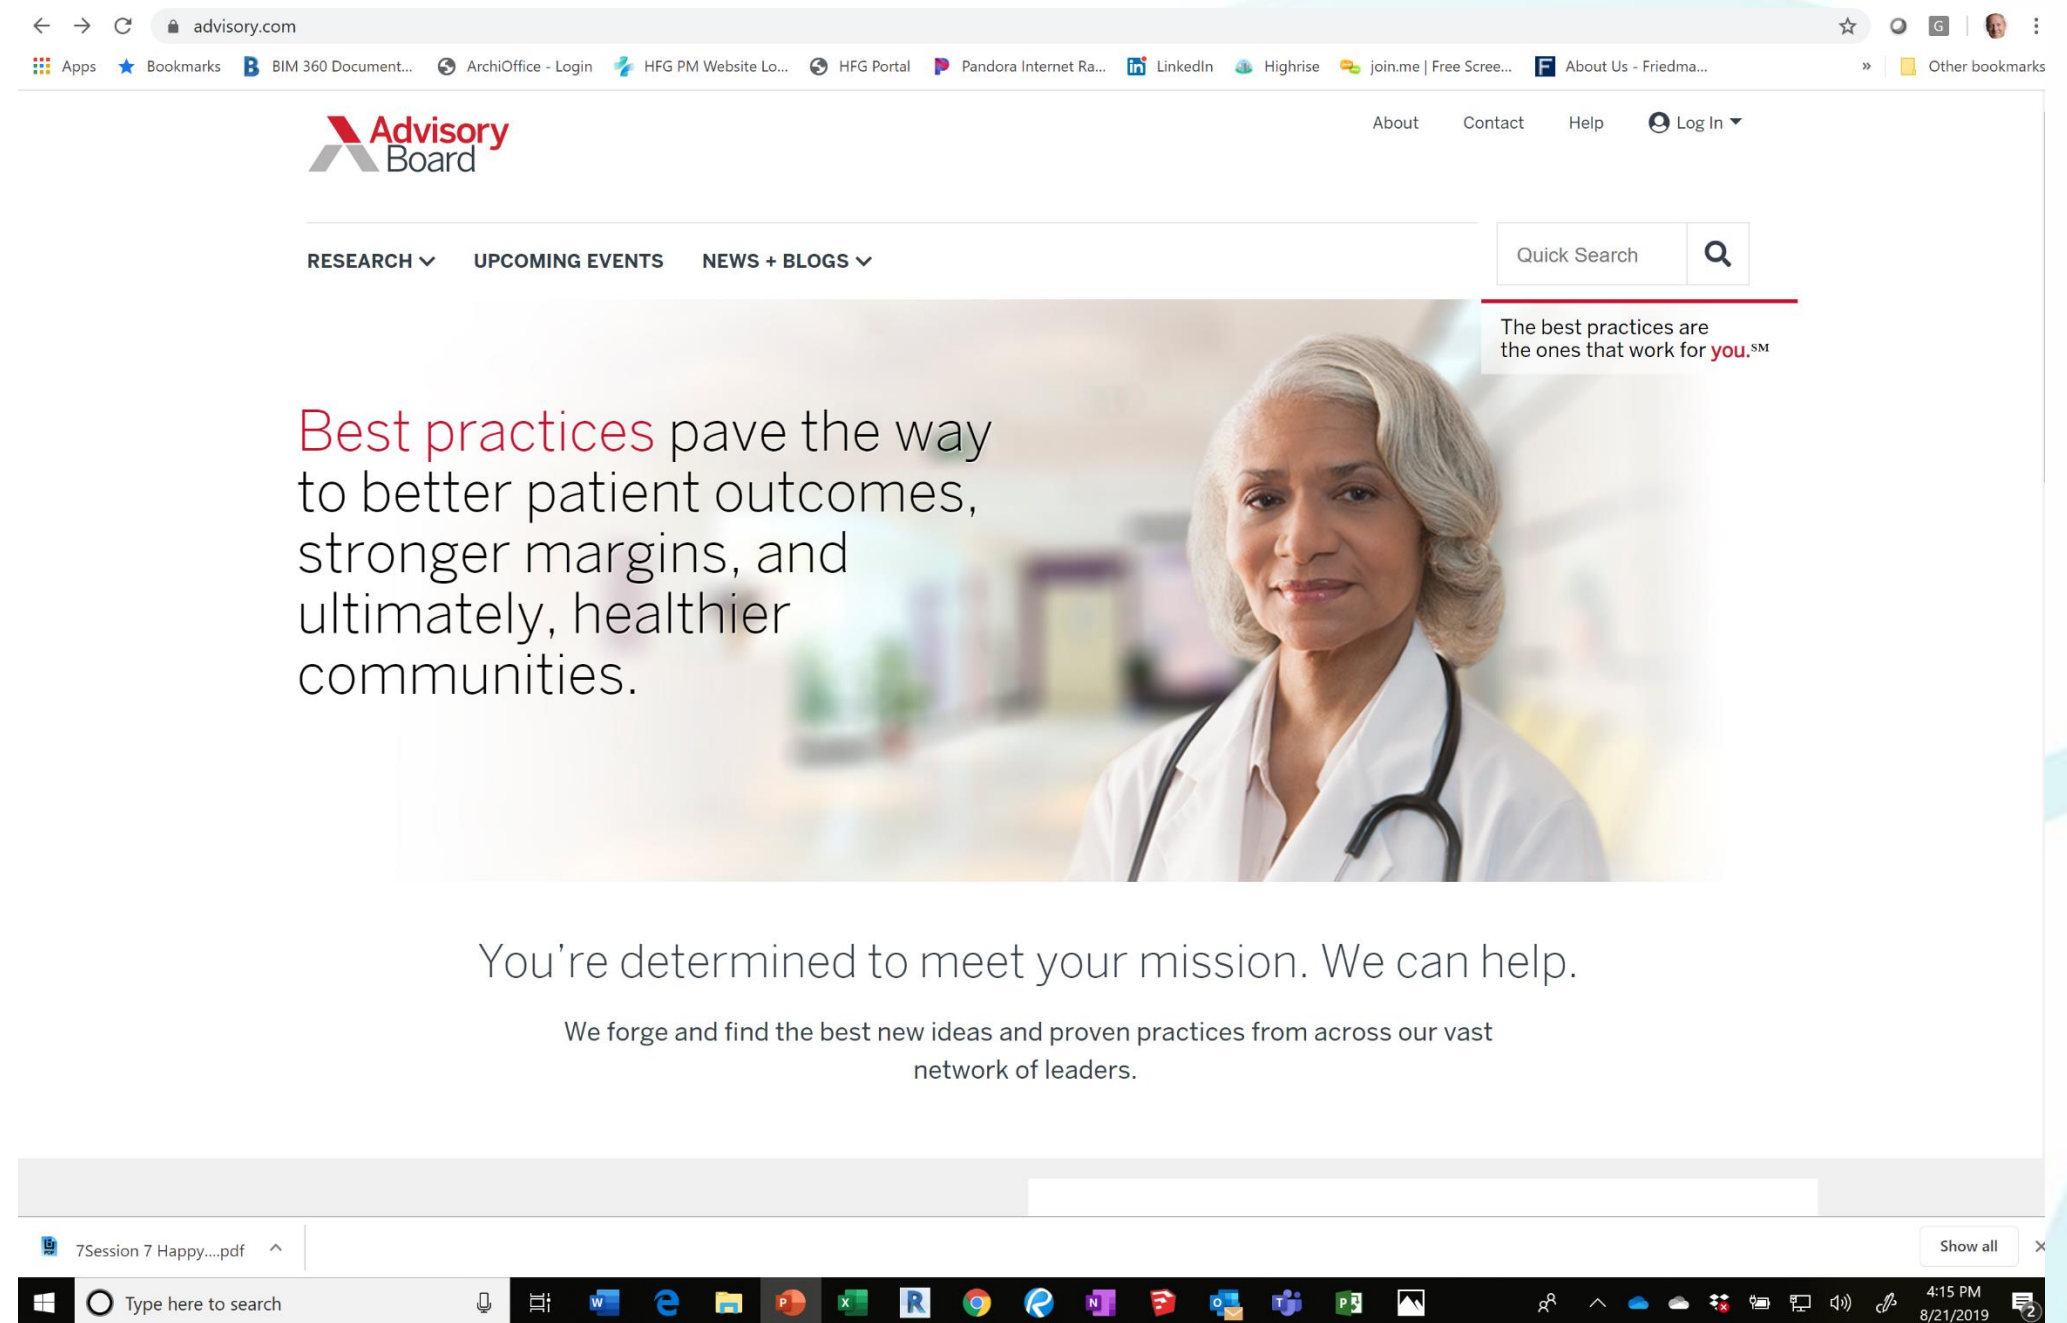 advisory.com
G
Apps Bookmarks BIM 360 Document... ArchiOffice - Login HFG PM Website Lo... HFG Portal Pandora Internet Ra... LinkedIn Highrise join.me | Free Scree... About Us - Friedma... » Other bookmarks
Advisory
Board
About Contact Help Log In
RESEARCH UPCOMING EVENTS NEWS + BLOGS
Quick Search
The best practices are
the ones that work for you.℠
Best practices pave the way
to better patient outcomes,
stronger margins, and
ultimately, healthier
communities.
You're determined to meet your mission. We can help.
We forge and find the best new ideas and proven practices from across our vast
network of leaders.
7Session 7 Happy....pdf
Show all
Type here to search
4:15 PM
8/21/2019
2